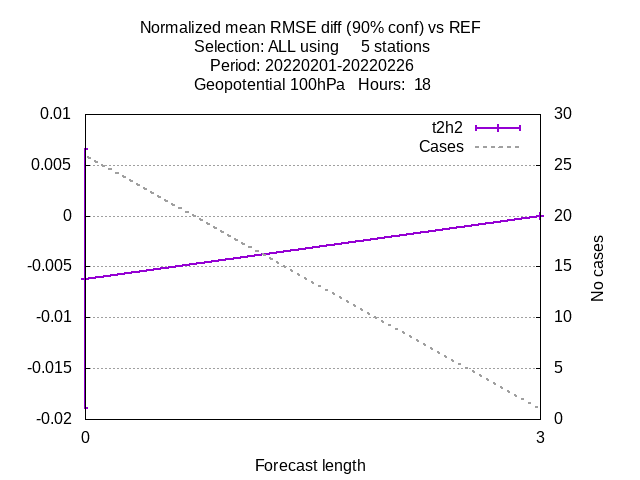 Normalized mean RMSE diff (90% conf) vs REF
Selection: ALL using     5 stations
Period: 20220201-20220226
Geopotential 100hPa   Hours:  18
0.01
0.005
0
-0.005
-0.01
-0.015
-0.02
30
25
20
15
10
5
0
t2h2
Cases
No cases
0
3
Forecast length